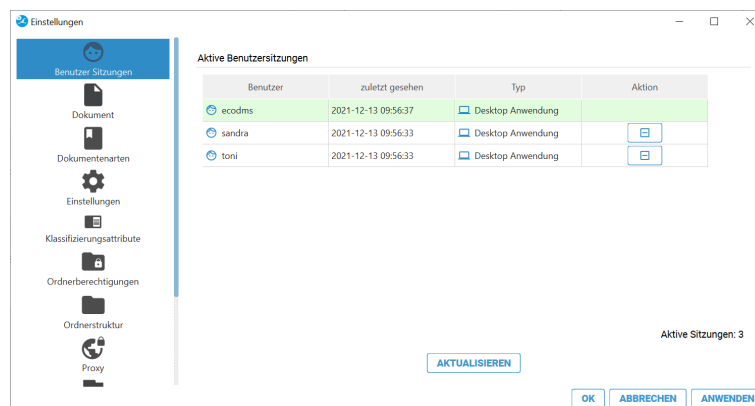 Einstellungen
Benutzer Sitzungen
Dokument
Dokumentenarten
Einstellungen
Klassifizierungsattribute
Ordnerberechtigungen
Ordnerstruktur
Proxy
Aktive Benutzersitzungen
Benutzer zuletzt gesehen Typ Aktion
ecodms 2021-12-13 09:56:37 Desktop Anwendung
sandra 2021-12-13 09:56:33 Desktop Anwendung
toni 2021-12-13 09:56:33 Desktop Anwendung
Aktive Sitzungen: 3
AKTUALISIEREN
OK ABBRECHEN ANWENDEN